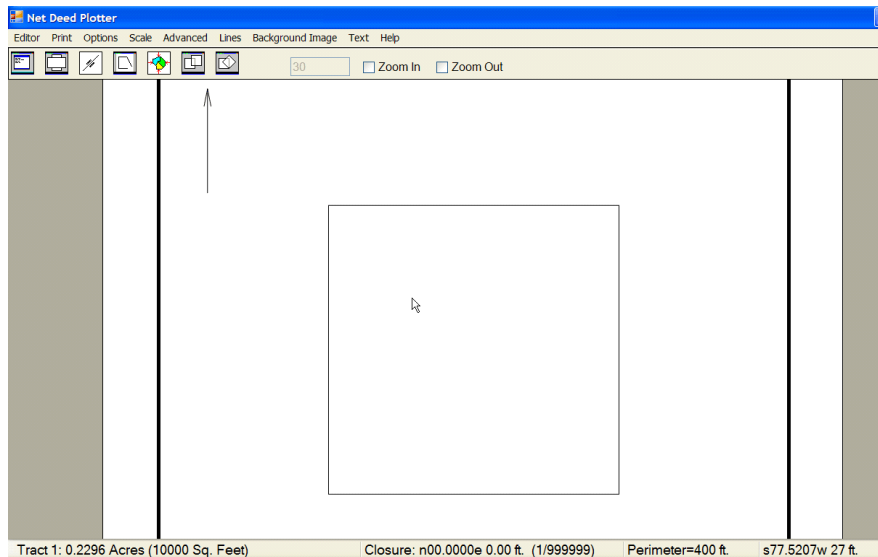 Net Deed Plotter
Editor Print Options Scale Advanced Lines Background Image Text Help
30 Zoom In Zoom Out
Tract 1: 0.2296 Acres (10000 Sq. Feet) Closure: n00.0000e 0.00 ft. (1/999999) Perimeter=400 ft. s77.5207w 27 ft.